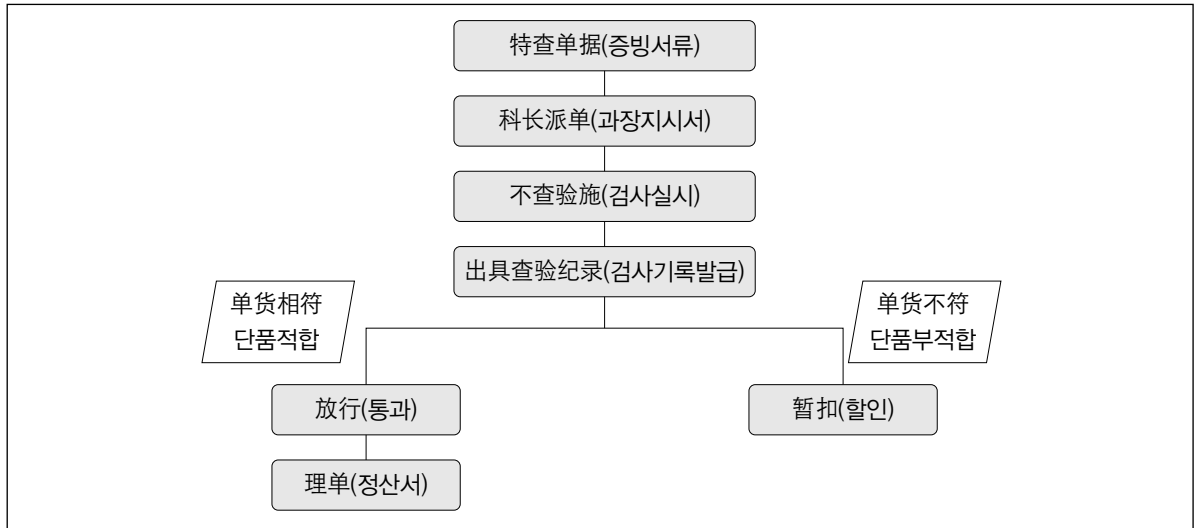 特查单据(증빙서류)
科长派单(과장지시서)
不查验施(검사실시)
出具查验纪录(검사기록발급)
单货相符
단품적합
单货不符
단품부적합
放行(통과)
暂扣(할인)
理单(정산서)